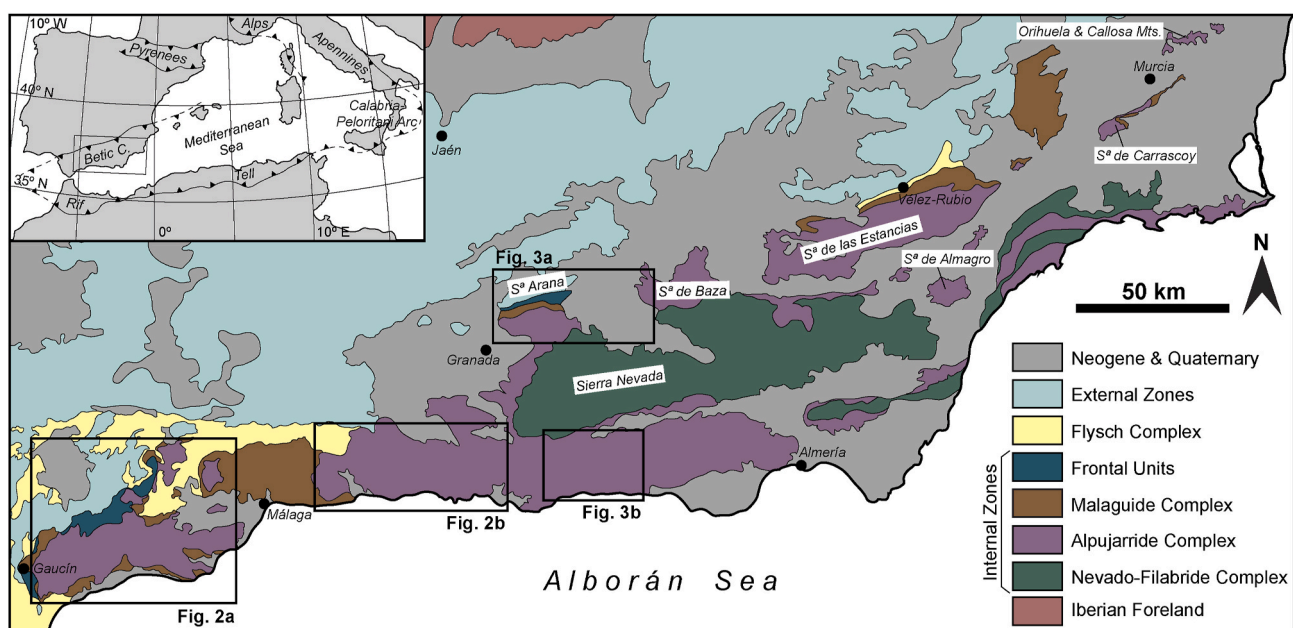 10º W
Alps
Pyrenees
Apennines
40º N
Calabria-
Peloritani Arc
Mediterranean
Sea
Betic C.
35º N
Tell
Rif
0º
10º E
Orihuela & Callosa Mts.
Murcia
Jaén
Sª de Carrascoy
Vélez-Rubio
Sª de las Estancias
Fig. 3a
Sª Arana
Sª de Baza
Sª de Almagro
N
50 km
Granada
Sierra Nevada
Almería
Málaga
Fig. 2b
Fig. 3b
Gaucín
Fig. 2a
Alborán Sea
Neogene & Quaternary
External Zones
Flysch Complex
Internal Zones
Frontal Units
Malaguide Complex
Alpujarride Complex
Nevado-Filabride Complex
Iberian Foreland